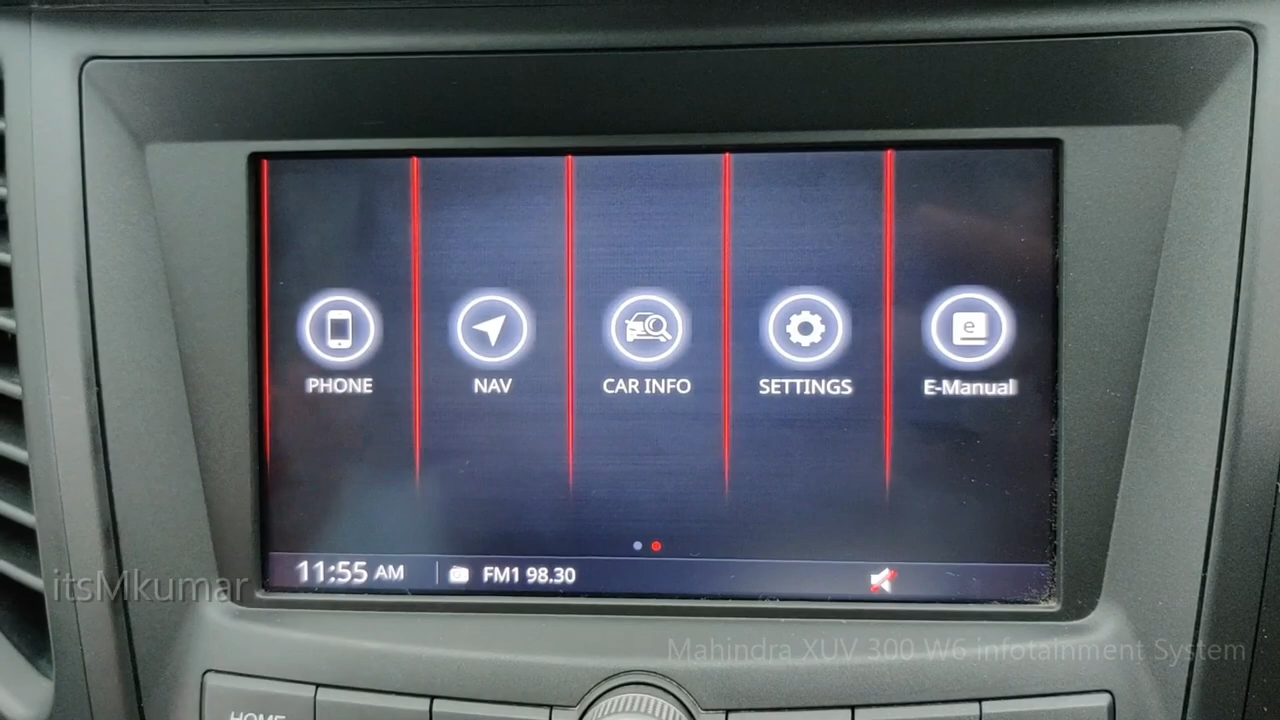 PHONE
NAV
CAR INFO
SETTINGS
e
E-Manual
11:55 AM
FM1 98.30
itsMkumar
Mahindra XUV 300 W6 infotainment System
HOME